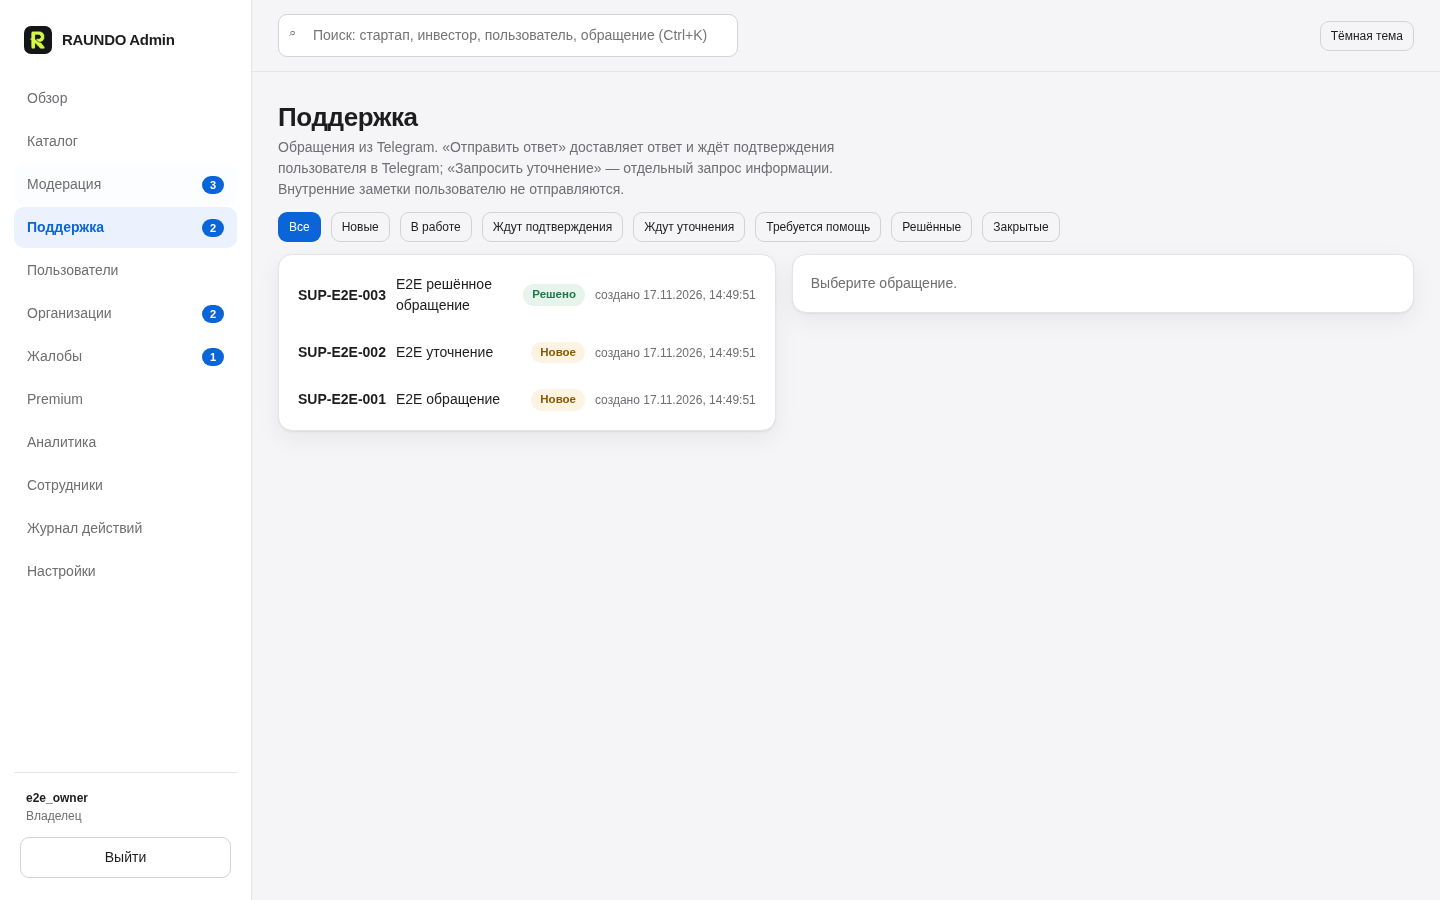 RAUNDO Admin
Обзор
Каталог
Модерация 3
Поддержка 2
Пользователи
Организации 2
Жалобы 1
Premium
Аналитика
Сотрудники
Журнал действий
Настройки
e2e_owner
Владелец
Выйти
Поиск: стартап, инвестор, пользователь, обращение (Ctrl+K)
Тёмная тема
Поддержка
Обращения из Telegram. «Отправить ответ» доставляет ответ и ждёт подтверждения
пользователя в Telegram; «Запросить уточнение» — отдельный запрос информации.
Внутренние заметки пользователю не отправляются.
Все Новые В работе Ждут подтверждения Ждут уточнения Требуется помощь Решённые Закрытые
SUP-E2E-003 E2E решённое обращение Решено создано 17.11.2026, 14:49:51
SUP-E2E-002 E2E уточнение Новое создано 17.11.2026, 14:49:51
SUP-E2E-001 E2E обращение Новое создано 17.11.2026, 14:49:51
Выберите обращение.